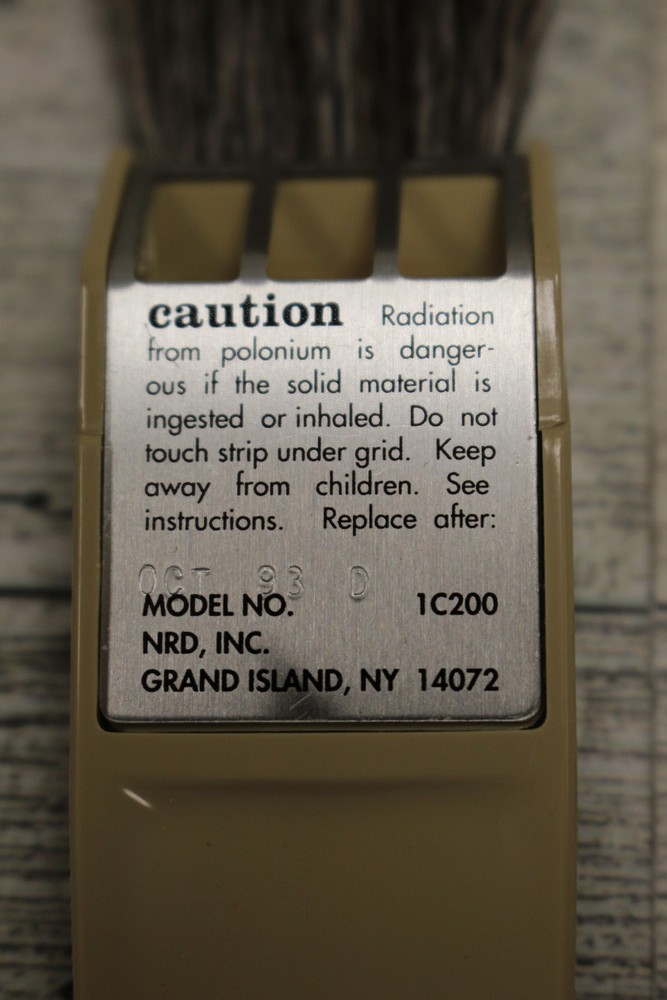 caution Radiation
from polonium is danger-
ous if the solid material is
ingested or inhaled. Do not
touch strip under grid. Keep
away from children. See
instructions. Replace after:
OCT 93 D
MODEL NO. 1C200
NRD, INC.
GRAND ISLAND, NY 14072